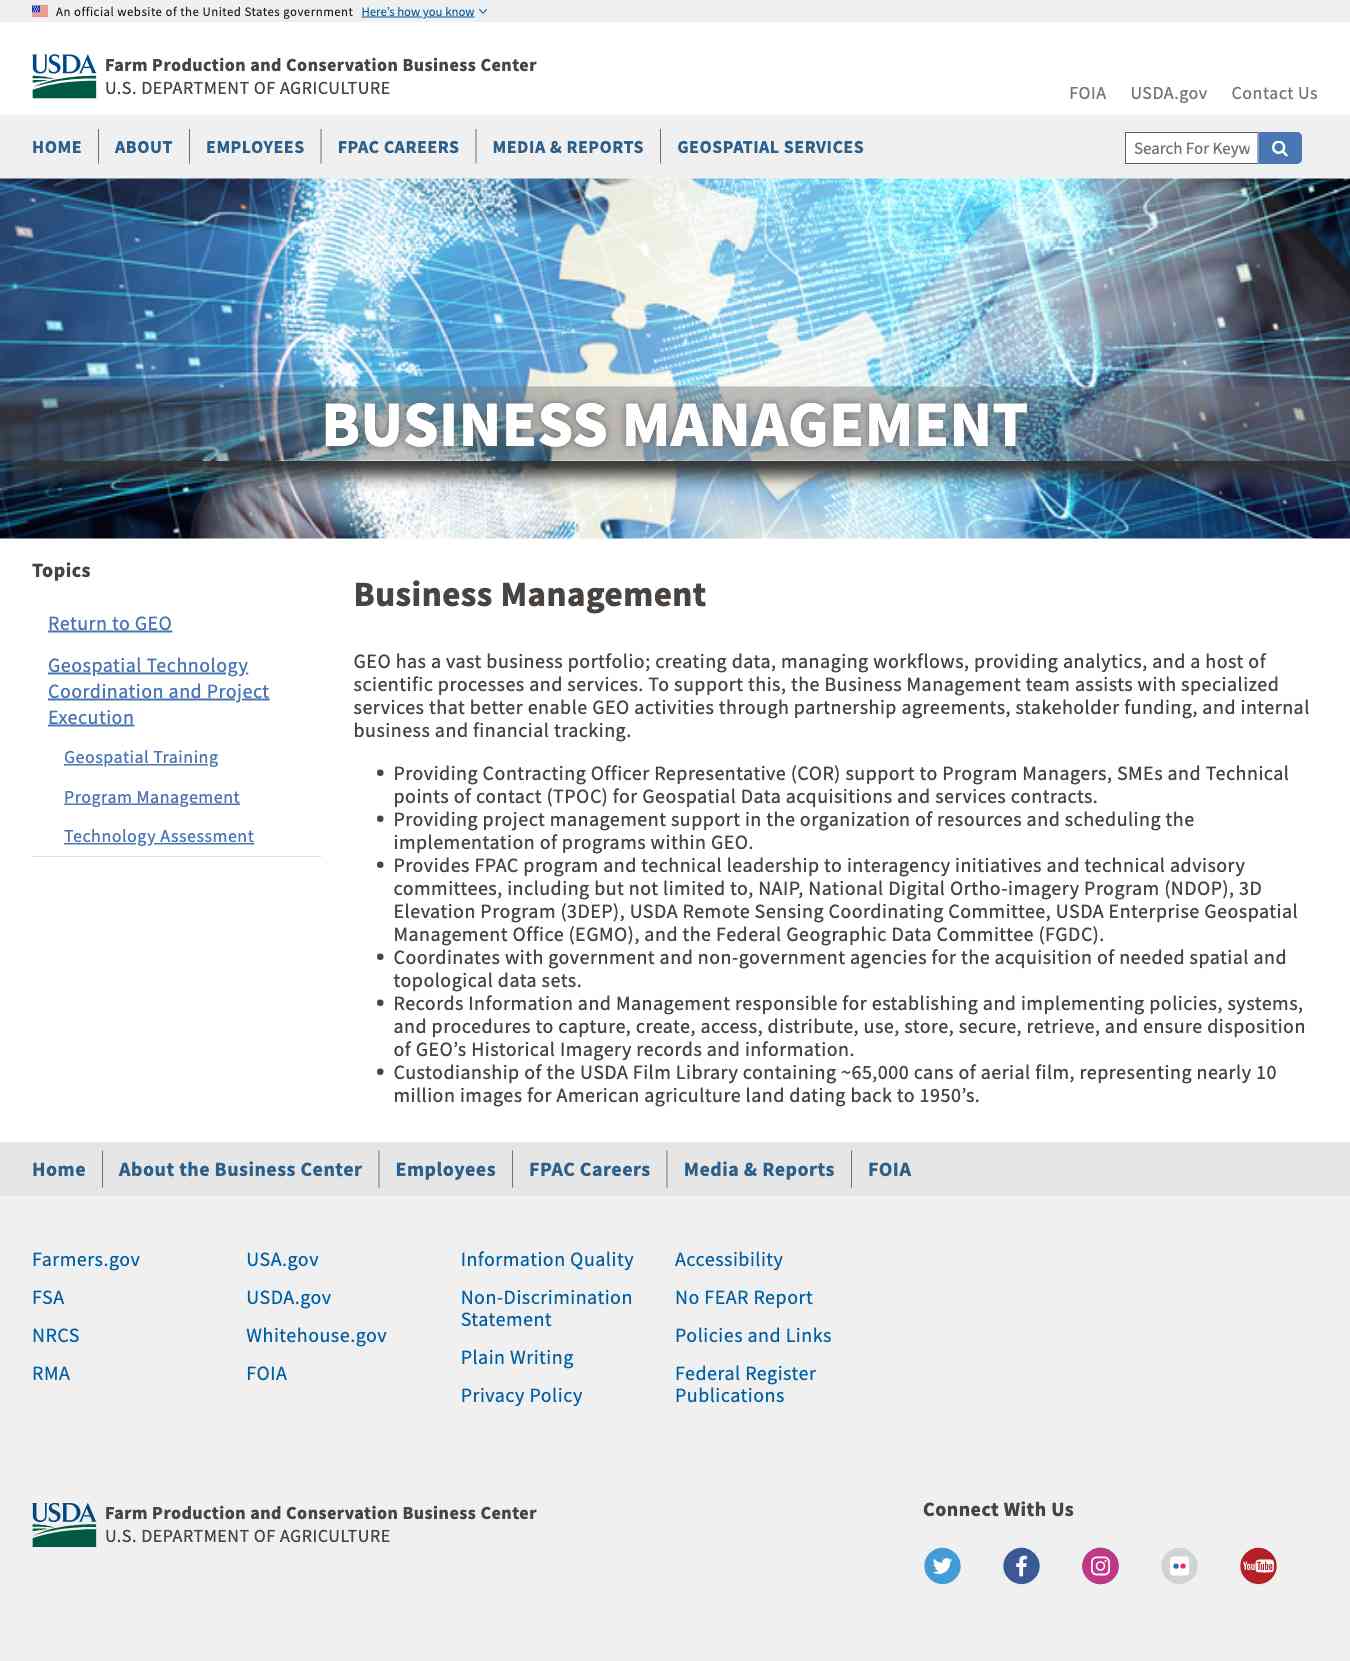 An official website of the United States government Here's how you know
USDA Farm Production and Conservation Business Center
U.S. DEPARTMENT OF AGRICULTURE
FOIA USDA.gov Contact Us
HOME ABOUT EMPLOYEES FPAC CAREERS MEDIA & REPORTS GEOSPATIAL SERVICES Search For Keyw
BUSINESS MANAGEMENT
Topics
Return to GEO
Geospatial Technology
Coordination and Project
Execution
Geospatial Training
Program Management
Technology Assessment
Business Management
GEO has a vast business portfolio; creating data, managing workflows, providing analytics, and a host of
scientific processes and services. To support this, the Business Management team assists with specialized
services that better enable GEO activities through partnership agreements, stakeholder funding, and internal
business and financial tracking.
• Providing Contracting Officer Representative (COR) support to Program Managers, SMEs and Technical
points of contact (TPOC) for Geospatial Data acquisitions and services contracts.
• Providing project management support in the organization of resources and scheduling the
implementation of programs within GEO.
• Provides FPAC program and technical leadership to interagency initiatives and technical advisory
committees, including but not limited to, NAIP, National Digital Ortho-imagery Program (NDOP), 3D
Elevation Program (3DEP), USDA Remote Sensing Coordinating Committee, USDA Enterprise Geospatial
Management Office (EGMO), and the Federal Geographic Data Committee (FGDC).
• Coordinates with government and non-government agencies for the acquisition of needed spatial and
topological data sets.
• Records Information and Management responsible for establishing and implementing policies, systems,
and procedures to capture, create, access, distribute, use, store, secure, retrieve, and ensure disposition
of GEO’s Historical Imagery records and information.
• Custodianship of the USDA Film Library containing ~65,000 cans of aerial film, representing nearly 10
million images for American agriculture land dating back to 1950’s.
Home About the Business Center Employees FPAC Careers Media & Reports FOIA
Farmers.gov
FSA
NRCS
RMA
USA.gov
USDA.gov
Whitehouse.gov
FOIA
Information Quality
Non-Discrimination
Statement
Plain Writing
Privacy Policy
Accessibility
No FEAR Report
Policies and Links
Federal Register
Publications
USDA Farm Production and Conservation Business Center
U.S. DEPARTMENT OF AGRICULTURE
Connect With Us
YouTube